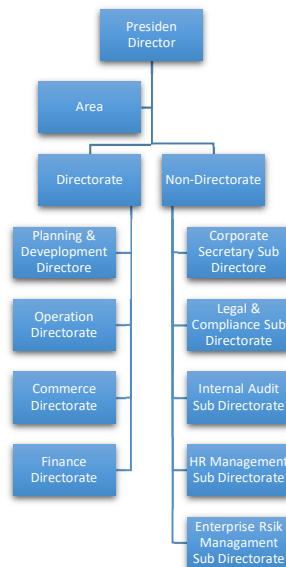 Presiden
Director
Area
Directorate
Non-Directorate
Planning &
Deveplopment
Directore
Corporate
Secretary Sub
Directore
Operation
Directorate
Legal &
Compliance Sub
Directorate
Commerce
Directorate
Internal Audit
Sub Directorate
Finance
Directorate
HR Management
Sub Directorate
Enterprise Rsik
Managament
Sub Directorate